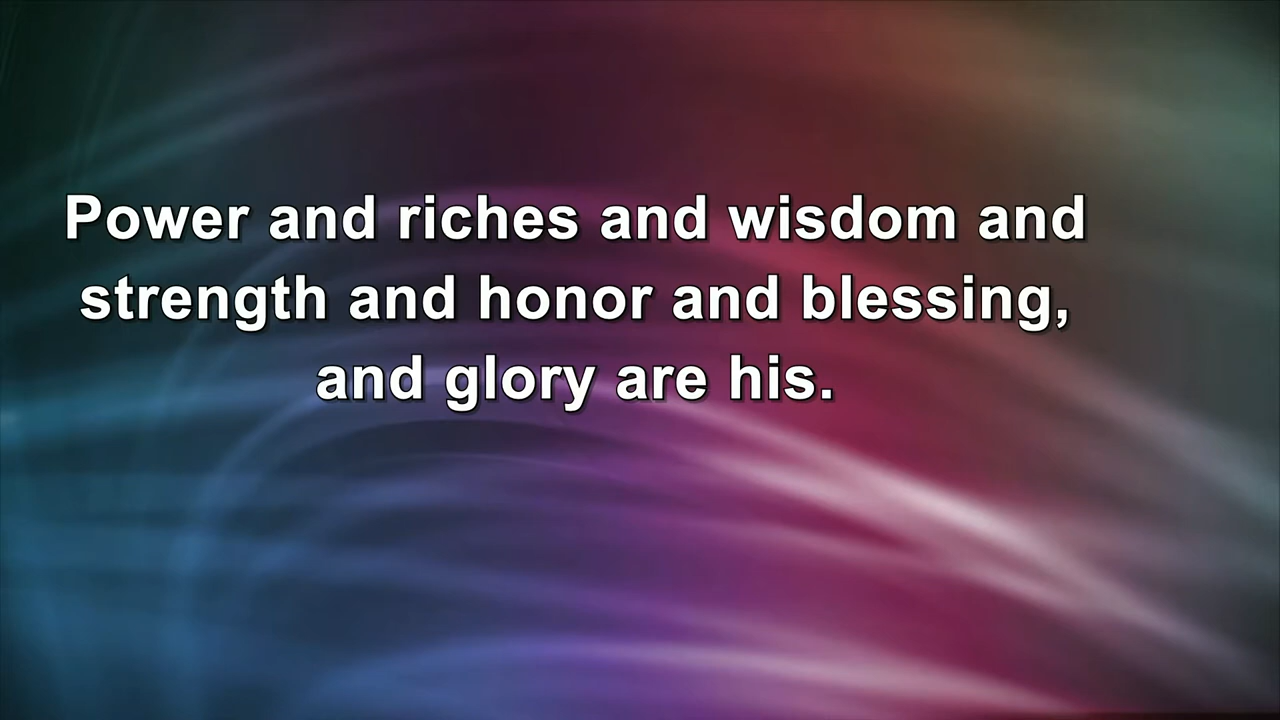 Power and riches and wisdom and
strength and honor and blessing,
and glory are his.